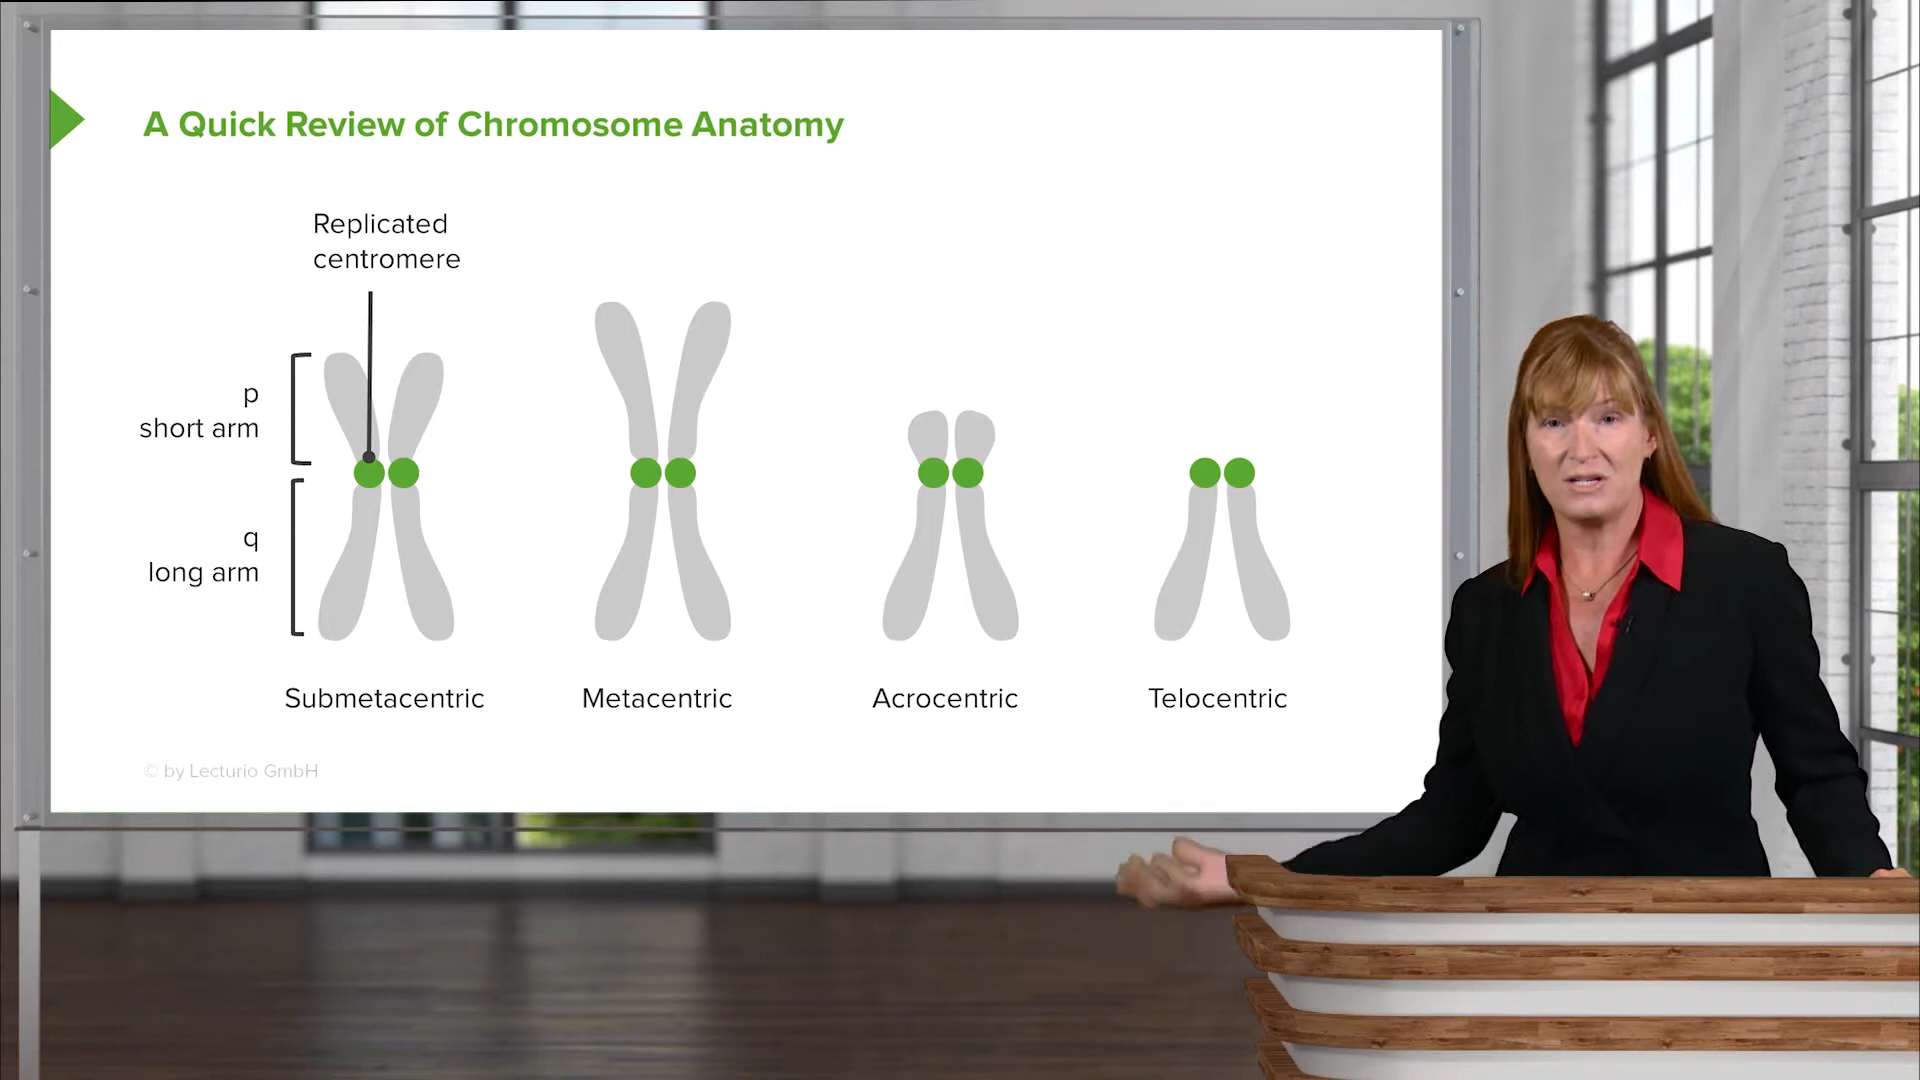 A Quick Review of Chromosome Anatomy
Replicated
centromere
p
short arm
q
long arm
Submetacentric
Metacentric
Acrocentric
Telocentric
© by Lecturio GmbH